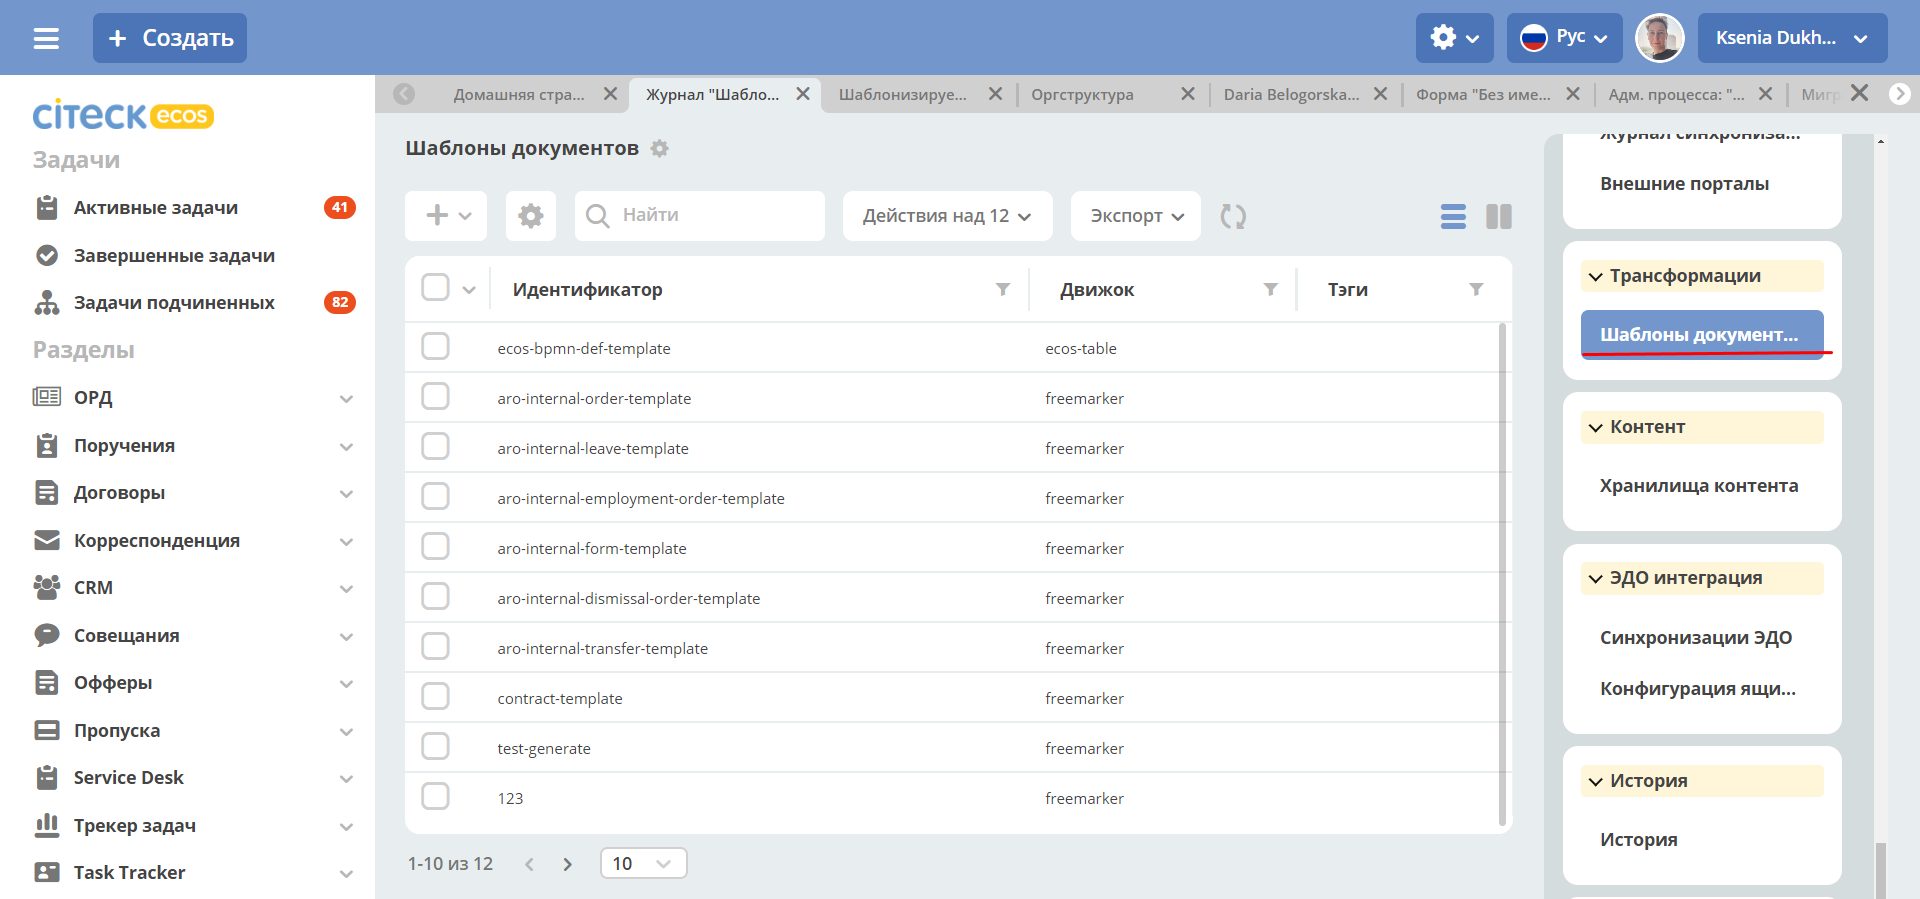 + Создать
Рус
Ksenia Dukh...
Домашняя стра...
Журнал "Шабло...
Шаблонизируе...
Оргструктура
Daria Belogorska...
Форма "Без име...
Адм. процесса: "...
Мигр
citeck ecos
Задачи
Активные задачи 41
Завершенные задачи
Задачи подчиненных 82
Разделы
ОРД
Поручения
Договоры
Корреспонденция
CRM
Совещания
Офферы
Пропуска
Service Desk
Трекер задач
Task Tracker
Шаблоны документов
Найти
Действия над 12
Экспорт
Идентификатор Движок Тэги
ecos-bpmn-def-template ecos-table
aro-internal-order-template freemarker
aro-internal-leave-template freemarker
aro-internal-employment-order-template freemarker
aro-internal-form-template freemarker
aro-internal-dismissal-order-template freemarker
aro-internal-transfer-template freemarker
contract-template freemarker
test-generate freemarker
123 freemarker
1-10 из 12
10
Журнал синхрониза...
Внешние порталы
Трансформации
Шаблоны документ...
Контент
Хранилища контента
ЭДО интеграция
Синхронизации ЭДО
Конфигурация ящи...
История
История